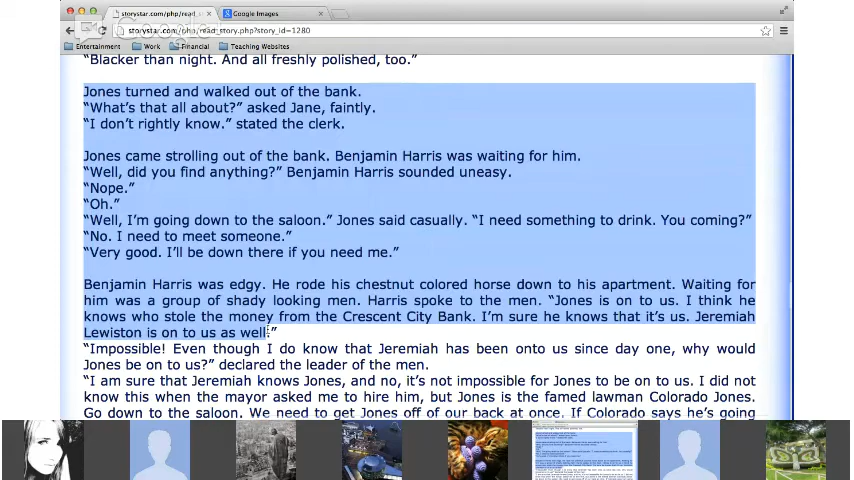 storystar.com/php/read_s
Google Images
storystar.com/php/read_story.php?story_id=1280
Entertainment Work Financial Teaching Websites
“Blacker than night. And all freshly polished, too.”
Jones turned and walked out of the bank.
“What’s that all about?” asked Jane, faintly.
“I don’t rightly know.” stated the clerk.
Jones came strolling out of the bank. Benjamin Harris was waiting for him.
“Well, did you find anything?” Benjamin Harris sounded uneasy.
“Nope.”
“Oh.”
“Well, I’m going down to the saloon.” Jones said casually. “I need something to drink. You coming?”
“No. I need to meet someone.”
“Very good. I’ll be down there if you need me.”
Benjamin Harris was edgy. He rode his chestnut colored horse down to his apartment. Waiting for
him was a group of shady looking men. Harris spoke to the men. “Jones is on to us. I think he
knows who stole the money from the Crescent City Bank. I’m sure he knows that it’s us. Jeremiah
Lewiston is on to us as well.”
“Impossible! Even though I do know that Jeremiah has been onto us since day one, why would
Jones be on to us?” declared the leader of the men.
“I am sure that Jeremiah knows Jones, and no, it’s not impossible for Jones to be on to us. I did not
know this when the mayor asked me to hire him, but Jones is the famed lawman Colorado Jones.
Go down to the saloon. We need to get Jones off of our back at once. If Colorado says he’s going